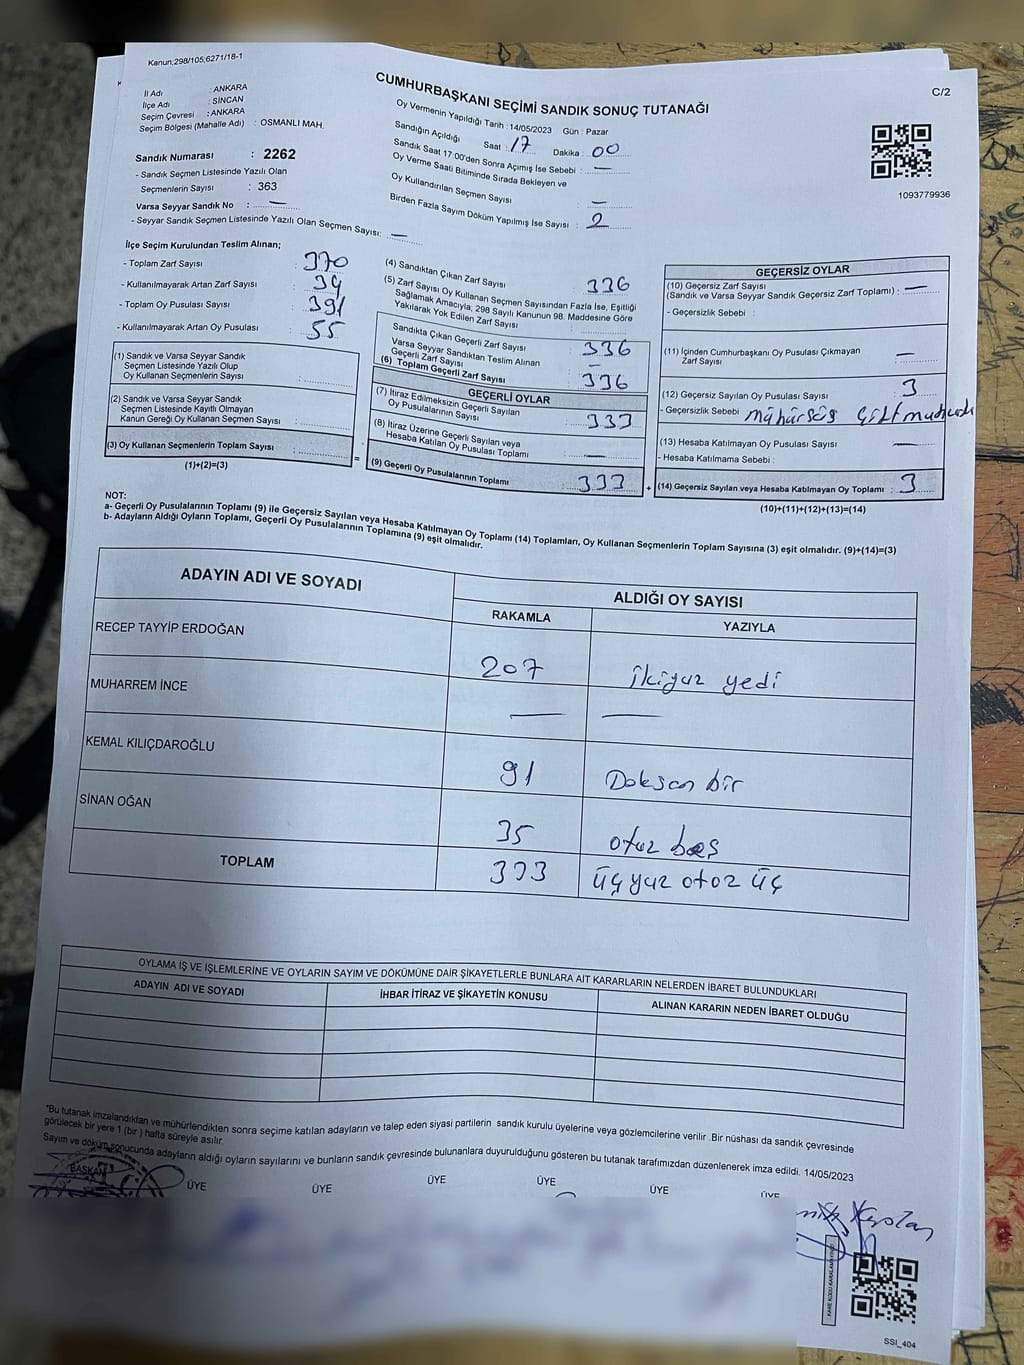 Kanun:298/105;6271/18-1
C/2
CUMHURBAŞKANI SEÇİMİ SANDIK SONUÇ TUTANAĞI
İl Adı : ANKARA
İlçe Adı : SİNCAN
Seçim Çevresi : ANKARA
Seçim Bölgesi (Mahalle Adı) : OSMANLI MAH.
Sandık Numarası : 2262
- Sandık Seçmen Listesinde Yazılı Olan
Seçmenlerin Sayısı : 363
Varsa Seyyar Sandık No : —
- Seyyar Sandık Seçmen Listesinde Yazılı Olan Seçmen Sayısı: —
Oy Vermenin Yapıldığı Tarih : 14/05/2023 Gün : Pazar
Sandığın Açıldığı Saat : 17 Dakika : 00
Sandık Saat 17:00'den Sonra Açımış İse Sebebi : —
Oy Verme Saati Bitiminde Sırada Bekleyen ve
Oy Kullandırılan Seçmen Sayısı —
Birden Fazla Sayım Döküm Yapılmış İse Sayısı : 2
1093779936
İlçe Seçim Kurulundan Teslim Alınan;
- Toplam Zarf Sayısı : 370
- Kullanılmayarak Artan Zarf Sayısı : 34
- Toplam Oy Pusulası Sayısı : 391
- Kullanılmayarak Artan Oy Pusulası : 55
(1) Sandık ve Varsa Seyyar Sandık
Seçmen Listesinde Yazılı Olup
Oy Kullanan Seçmenlerin Sayısı :
(2) Sandık ve Varsa Seyyar Sandık
Seçmen Listesinde Kayıtlı Olmayan
Kanun Gereği Oy Kullanan Seçmen Sayısı :
(3) Oy Kullanan Seçmenlerin Toplam Sayısı :
(1)+(2)=(3)
(4) Sandıktan Çıkan Zarf Sayısı : 336
(5) Zarf Sayısı Oy Kullanan Seçmen Sayısından Fazla İse, Eşitliği
Sağlamak Amacıyla; 298 Sayılı Kanunun 98. Maddesine Göre
Yakılarak Yok Edilen Zarf Sayısı :
Sandıkta Çıkan Geçerli Zarf Sayısı : 336
Varsa Seyyar Sandıktan Teslim Alınan
Geçerli Zarf Sayısı : —
(6) Toplam Geçerli Zarf Sayısı : 336
GEÇERLİ OYLAR
(7) İtiraz Edilmeksizin Geçerli Sayılan
Oy Pusulalarının Sayısı : 333
(8) İtiraz Üzerine Geçerli Sayılan veya
Hesaba Katılan Oy Pusulası Toplamı : —
(9) Geçerli Oy Pusulalarının Toplamı : 333
GEÇERSİZ OYLAR
(10) Geçersiz Zarf Sayısı
(Sandık ve Varsa Seyyar Sandık Geçersiz Zarf Toplamı) : —
- Geçersizlik Sebebi :
(11) İçinden Cumhurbaşkanı Oy Pusulası Çıkmayan
Zarf Sayısı : —
(12) Geçersiz Sayılan Oy Pusulası Sayısı : 3
- Geçersizlik Sebebi mühürsüs Çift
(13) Hesaba Katılmayan Oy Pusulası Sayısı : —
- Hesaba Katılmama Sebebi :
(14) Geçersiz Sayılan veya Hesaba Katılmayan Oy Toplamı : 3
(10)+(11)+(12)+(13)=(14)
NOT:
a- Geçerli Oy Pusulalarının Toplamı (9) ile Geçersiz Sayılan veya Hesaba Katılmayan Oy Toplamı (14) Toplamları, Oy Kullanan Seçmenlerin Toplam Sayısına (3) eşit olmalıdır. (9)+(14)=(3)
b- Adayların Aldığı Oyların Toplamı, Geçerli Oy Pusulalarının Toplamına (9) eşit olmalıdır.
ADAYIN ADI VE SOYADI
ALDIĞI OY SAYISI
RAKAMLA YAZIYLA
RECEP TAYYİP ERDOĞAN 207 ikiyuz yedi
MUHARREM İNCE — —
KEMAL KILIÇDAROĞLU 91 Doksan bir
SİNAN OĞAN 35 otuz beş
TOPLAM 333 üçyuz otoz üç
OYLAMA İŞ VE İŞLEMLERİNE VE OYLARIN SAYIM VE DÖKÜMÜNE DAİR ŞİKAYETLERLE BUNLARA AİT KARARLARIN NELERDEN İBARET BULUNDUKLARI
ADAYIN ADI VE SOYADI İHBAR İTİRAZ VE ŞİKAYETİN KONUSU ALINAN KARARIN NEDEN İBARET OLDUĞU
*Bu tutanak imzalandıktan ve mühürlendikten sonra seçime katılan adayların ve talep eden siyasi partilerin sandık kurulu üyelerine veya gözlemcilerine verilir. Bir nüshası da sandık çevresinde
görülecek bir yere 1 (bir) hafta süreyle asılır.
Sayım ve döküm sonucunda adayların aldığı oyların sayılarını ve bunların sandık çevresinde bulunanlara duyurulduğunu gösteren bu tutanak tarafımızdan düzenlenerek imza edildi. 14/05/2023
BAŞKAN ÜYE ÜYE ÜYE ÜYE ÜYE ÜYE
SSI_404